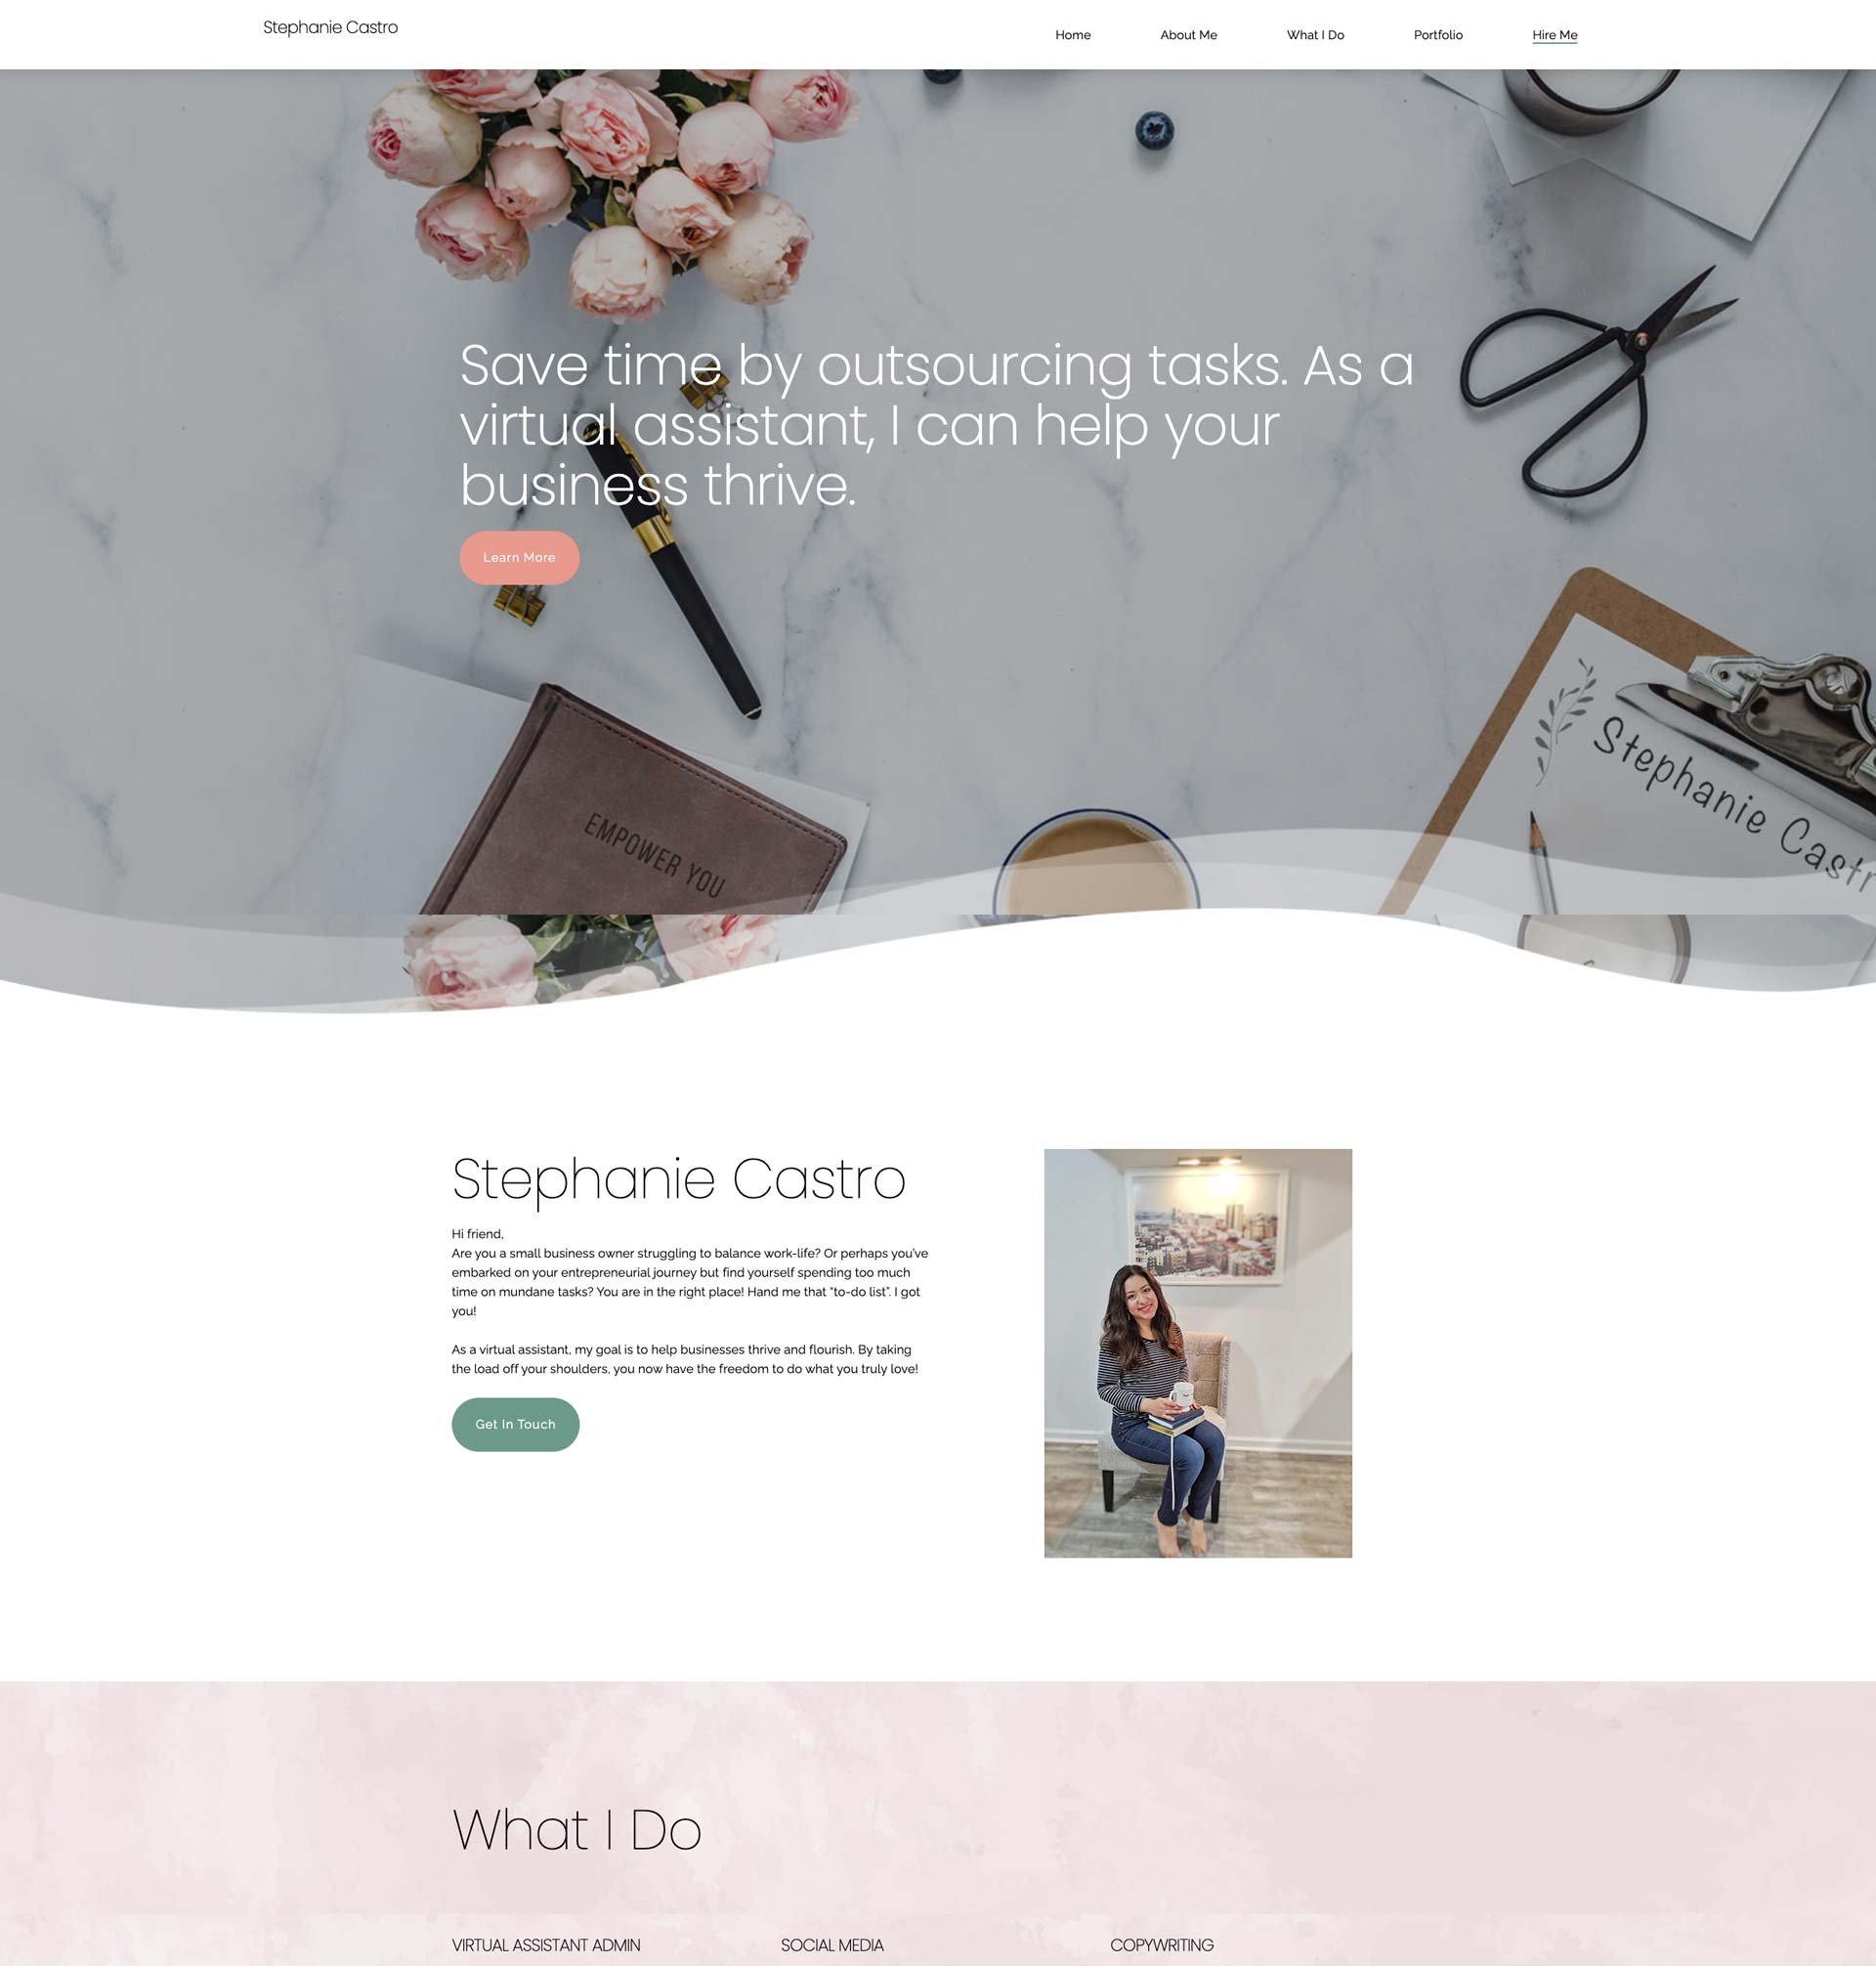 Stephanie Castro
Home About Me What I Do Portfolio Hire Me
Save time by outsourcing tasks. As a
virtual assistant, I can help your
business thrive.
Learn More
EMPOWER YOU
Stephanie Castr
Stephanie Castro
Hi friend,
Are you a small business owner struggling to balance work-life? Or perhaps you've
embarked on your entrepreneurial journey but find yourself spending too much
time on mundane tasks? You are in the right place! Hand me that "to-do list". I got
you!
As a virtual assistant, my goal is to help businesses thrive and flourish. By taking
the load off your shoulders, you now have the freedom to do what you truly love!
Get In Touch
What I Do
VIRTUAL ASSISTANT ADMIN SOCIAL MEDIA COPYWRITING